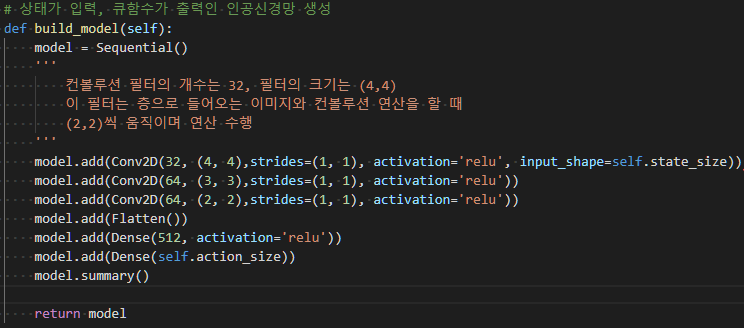 # 상태가 입력, 큐함수가 출력인 인공신경망 생성
def build_model(self):
    model = Sequential()
    '''
        컨볼루션 필터의 개수는 32, 필터의 크기는 (4,4)
        이 필터는 층으로 들어오는 이미지와 컨볼루션 연산을 할 때
        (2,2)씩 움직이며 연산 수행
    '''
    model.add(Conv2D(32, (4, 4),strides=(1, 1), activation='relu', input_shape=self.state_size))
    model.add(Conv2D(64, (3, 3),strides=(1, 1), activation='relu'))
    model.add(Conv2D(64, (2, 2),strides=(1, 1), activation='relu'))
    model.add(Flatten())
    model.add(Dense(512, activation='relu'))
    model.add(Dense(self.action_size))
    model.summary()
    return model